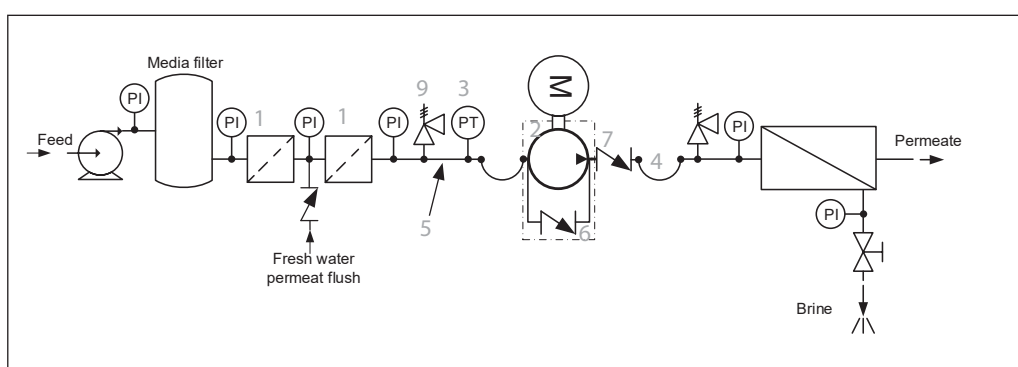 Media filter
Feed
PI
PI
1
PI
1
PI
9
3
PT
5
Fresh water
permeat flush
M
2
7
6
4
PI
Permeate
PI
Brine